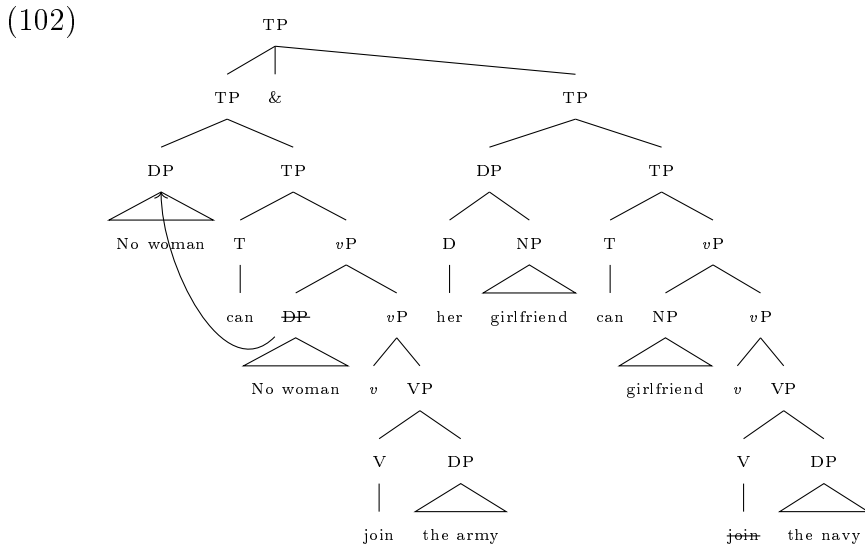 (102)
TP
TP & TP
DP TP DP TP
No woman T vP D NP T vP
can DP vP her girlfriend can NP vP
No woman v VP girlfriend v VP
V DP V DP
join the army join the navy